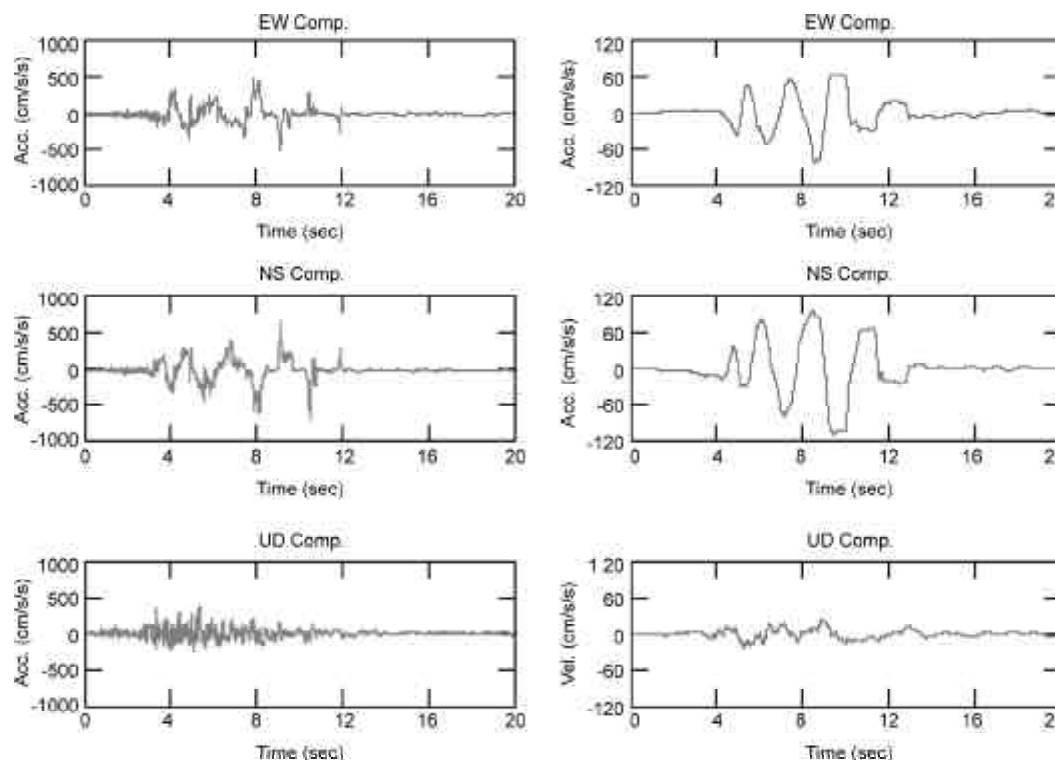 EW Comp.
1000
500
0
-500
-1000
Acc. (cm/s/s)
0 4 8 12 16 20
Time (sec)
EW Comp.
120
60
0
-60
-120
Acc. (cm/s/s)
0 4 8 12 16 20
Time (sec)
NS Comp.
1000
500
0
-500
-1000
Acc. (cm/s/s)
0 4 8 12 16 20
Time (sec)
NS Comp.
120
60
0
-60
-120
Acc. (cm/s/s)
0 4 8 12 16 20
Time (sec)
UD Comp.
1000
500
0
-500
-1000
Acc. (cm/s/s)
0 4 8 12 16 20
Time (sec)
UD Comp.
120
60
0
-60
-120
Vel. (cm/s/s)
0 4 8 12 16 20
Time (sec)